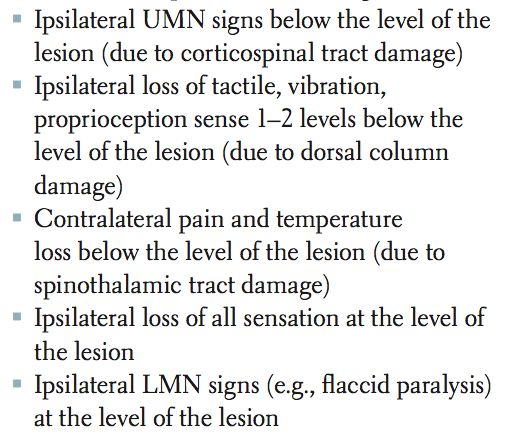 ▪ Ipsilateral UMN signs below the level of the
lesion (due to corticospinal tract damage)
▪ Ipsilateral loss of tactile, vibration,
proprioception sense 1–2 levels below the
level of the lesion (due to dorsal column
damage)
▪ Contralateral pain and temperature
loss below the level of the lesion (due to
spinothalamic tract damage)
▪ Ipsilateral loss of all sensation at the level of
the lesion
▪ Ipsilateral LMN signs (e.g., flaccid paralysis)
at the level of the lesion